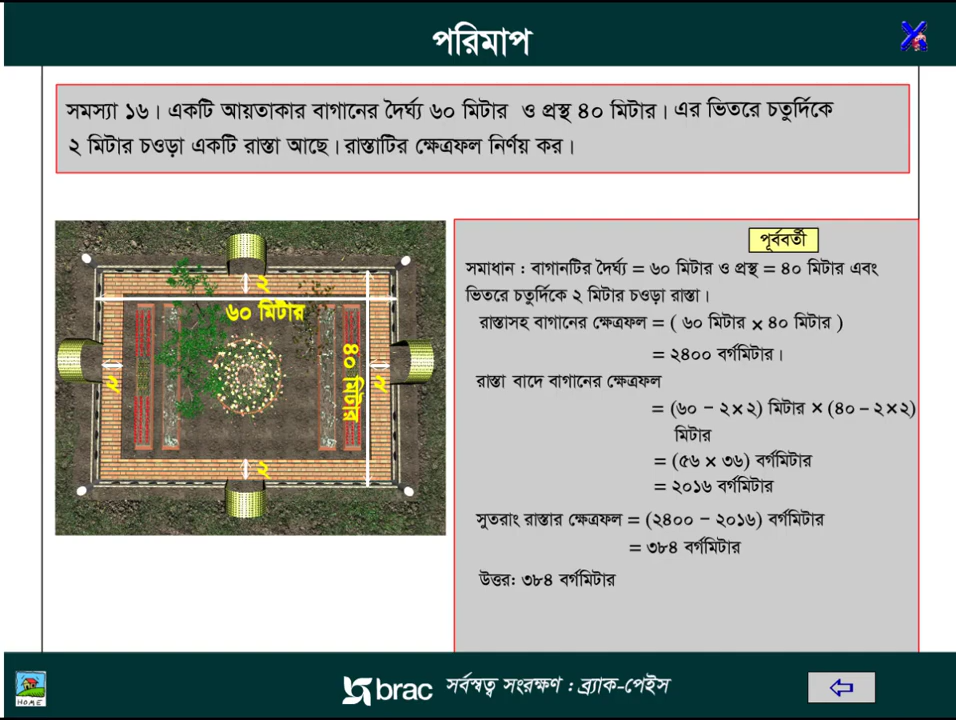 পরিমাপ
সমস্যা ১৬। একটি আয়তাকার বাগানের দৈর্ঘ্য ৬০ মিটার ও প্রস্থ ৪০ মিটার। এর ভিতরে চতুর্দিকে
২ মিটার চওড়া একটি রাস্তা আছে। রাস্তাটির ক্ষেত্রফল নির্ণয় কর।
২
৬০ মিটার
৪০ মিটার
২
২
২
পূর্ববর্তী
সমাধান : বাগানটির দৈর্ঘ্য = ৬০ মিটার ও প্রস্থ = ৪০ মিটার এবং
ভিতরে চতুর্দিকে ২ মিটার চওড়া রাস্তা।
রাস্তাসহ বাগানের ক্ষেত্রফল = ( ৬০ মিটার × ৪০ মিটার )
= ২৪০০ বর্গমিটার।
রাস্তা বাদে বাগানের ক্ষেত্রফল
= (৬০ − ২×২) মিটার × (৪০ − ২×২)
মিটার
= (৫৬ × ৩৬) বর্গমিটার
= ২০১৬ বর্গমিটার
সুতরাং রাস্তার ক্ষেত্রফল = (২৪০০ − ২০১৬) বর্গমিটার
= ৩৮৪ বর্গমিটার
উত্তর: ৩৮৪ বর্গমিটার
HOME
brac সর্বস্বত্ব সংরক্ষণ : ব্র্যাক-পেইস